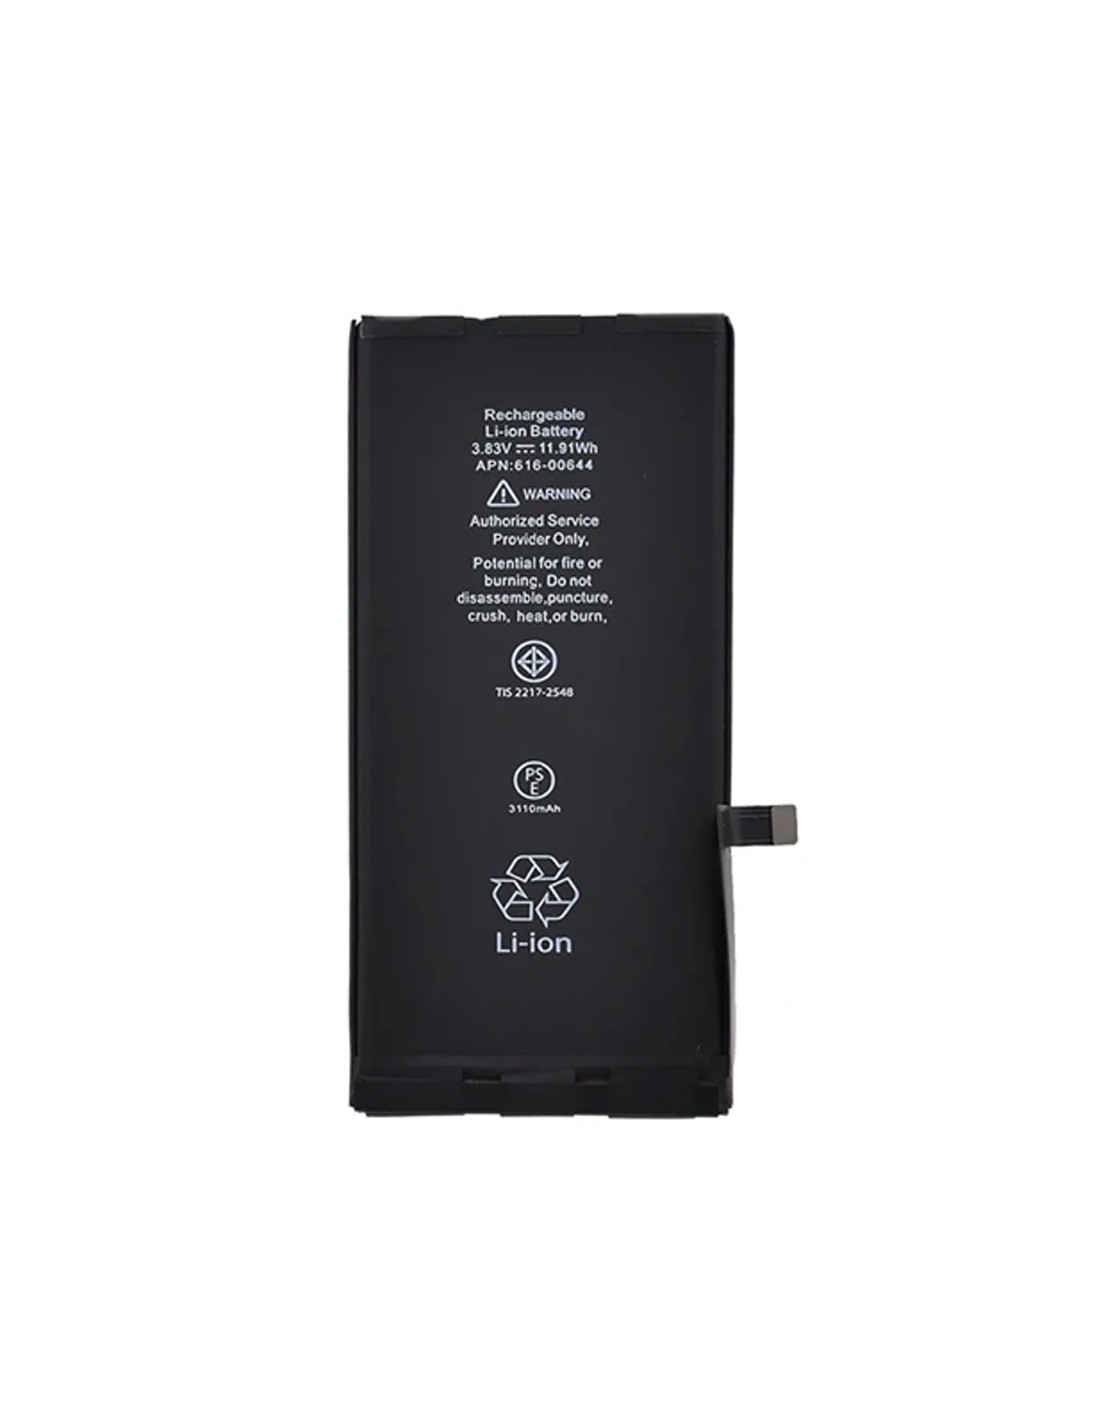 Rechargeable
Li-ion Battery
3.83V ⎓ 11.91Wh
APN:616-00644
WARNING
Authorized Service
Provider Only,
Potential for fire or
burning, Do not
disassemble,puncture,
crush, heat,or burn,
TIS 2217-2548
PS
E
3110mAh
Li-ion